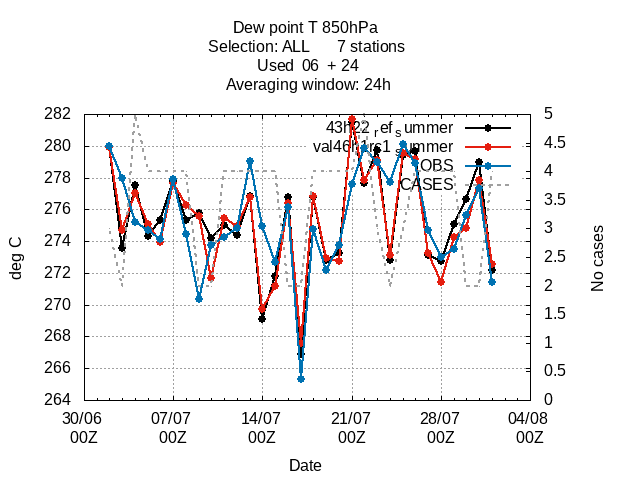 Dew point T 850hPa
Selection: ALL 7 stations
Used 06 + 24
Averaging window: 24h
282
280
278
276
274
272
270
268
266
264
deg C
5
4.5
4
3.5
3
2.5
2
1.5
1
0.5
0
No cases
43h22_ref_summer
OBS
CASES
30/06 00Z
07/07 00Z
14/07 00Z
21/07 00Z
28/07 00Z
04/08 00Z
Date